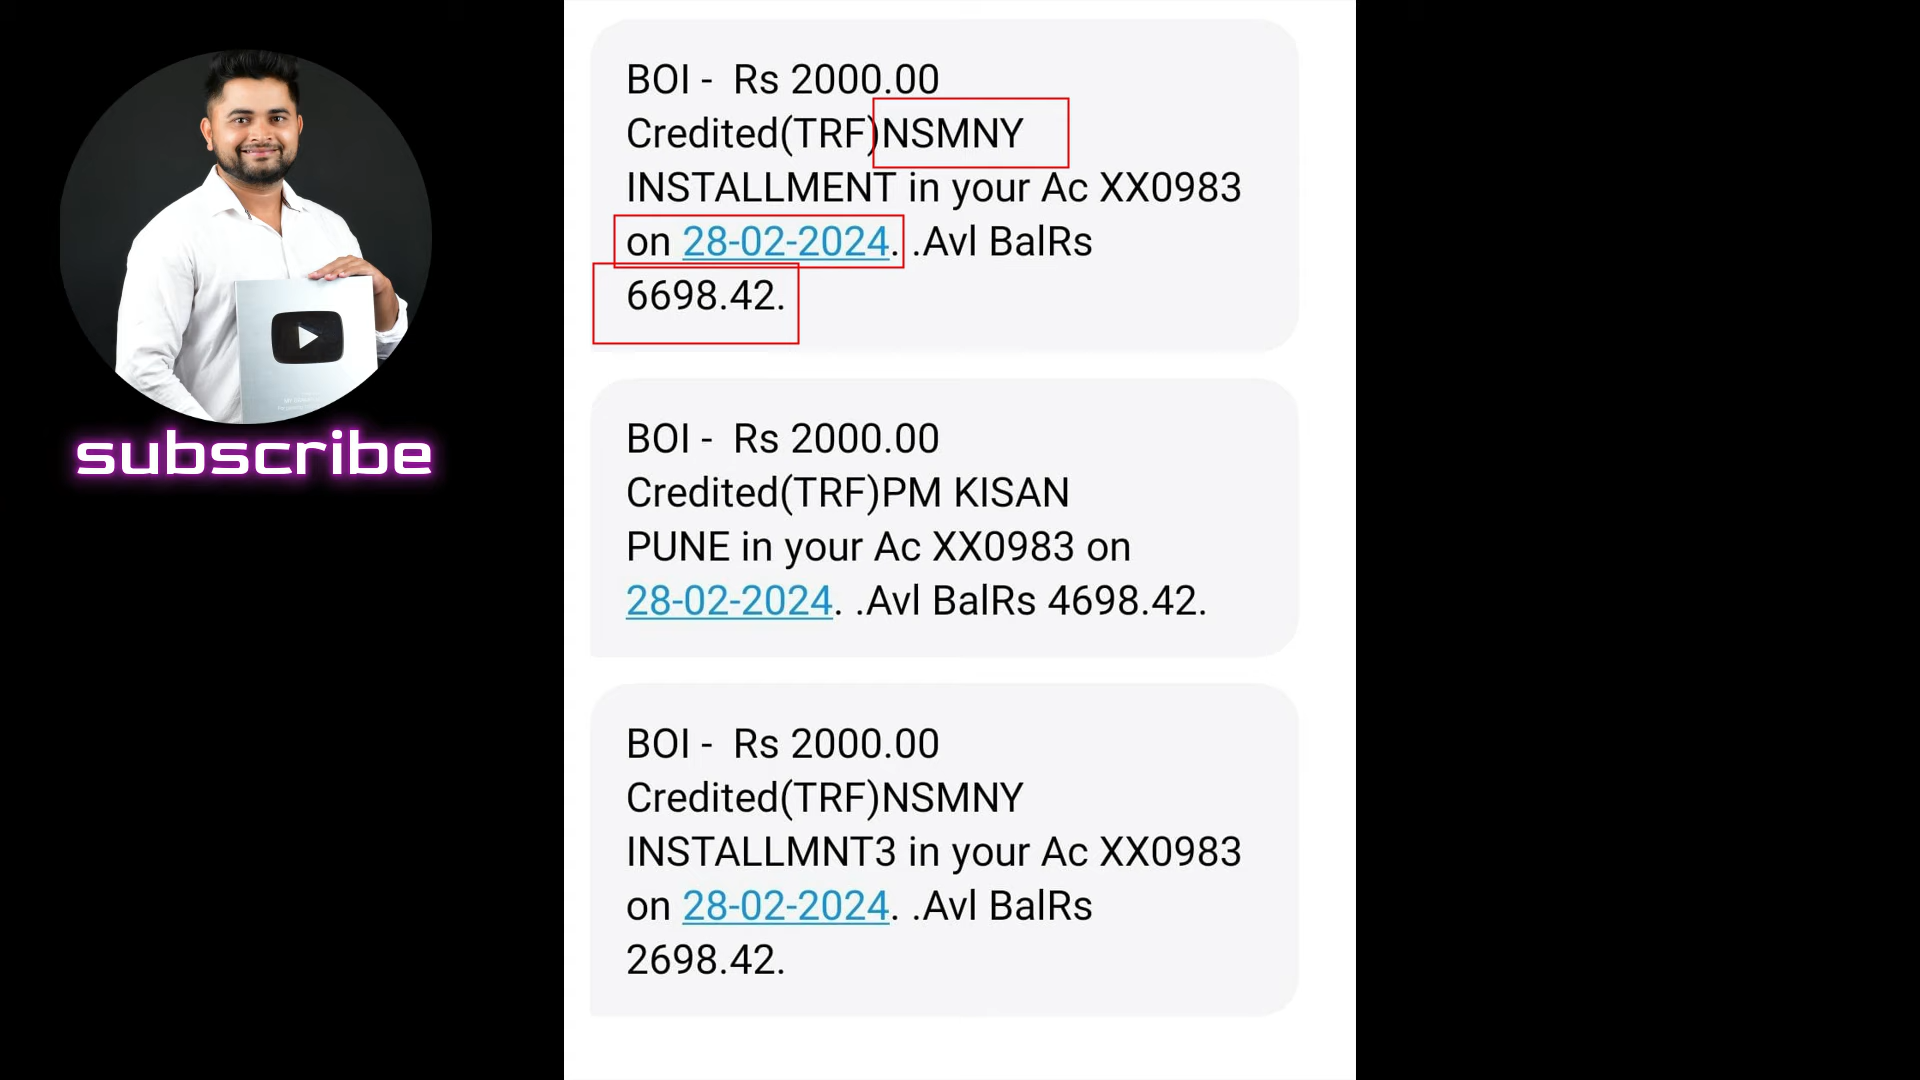 subscribe
BOI - Rs 2000.00
Credited(TRF)NSMNY
INSTALLMENT in your Ac XX0983
on 28-02-2024. .Avl BalRs
6698.42.
BOI - Rs 2000.00
Credited(TRF)PM KISAN
PUNE in your Ac XX0983 on
28-02-2024. .Avl BalRs 4698.42.
BOI - Rs 2000.00
Credited(TRF)NSMNY
INSTALLMNT3 in your Ac XX0983
on 28-02-2024. .Avl BalRs
2698.42.